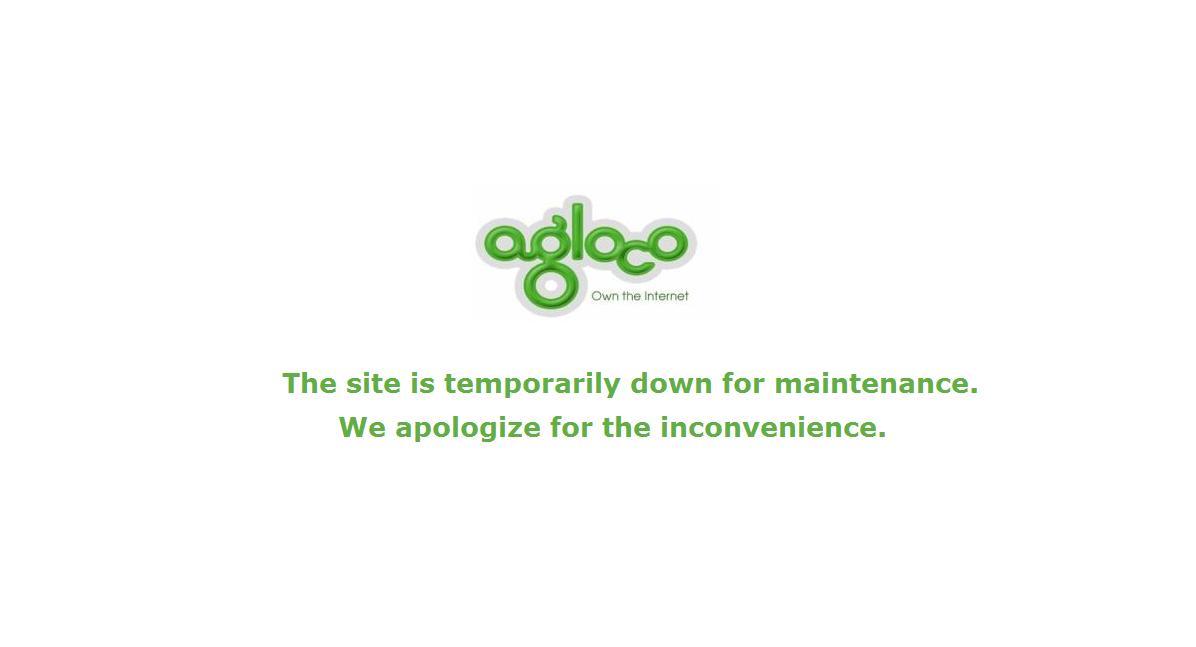 agloco
Own the Internet
The site is temporarily down for maintenance.
We apologize for the inconvenience.